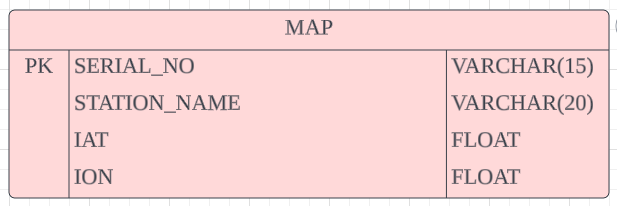 MAP
PK SERIAL_NO VARCHAR(15)
STATION_NAME VARCHAR(20)
IAT FLOAT
ION FLOAT